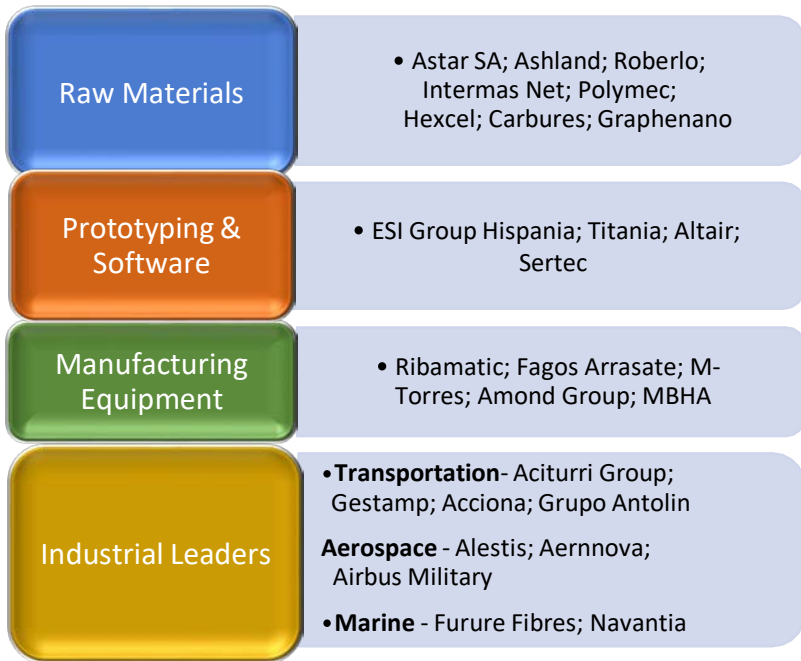 Raw Materials
• Astar SA; Ashland; Roberlo;
Intermas Net; Polymec;
Hexcel; Carbures; Graphenano
Prototyping &
Software
• ESI Group Hispania; Titania; Altair;
Sertec
Manufacturing
Equipment
• Ribamatic; Fagos Arrasate; M-
Torres; Amond Group; MBHA
Industrial Leaders
•Transportation- Aciturri Group;
Gestamp; Acciona; Grupo Antolin
Aerospace - Alestis; Aernnova;
Airbus Military
•Marine - Furure Fibres; Navantia